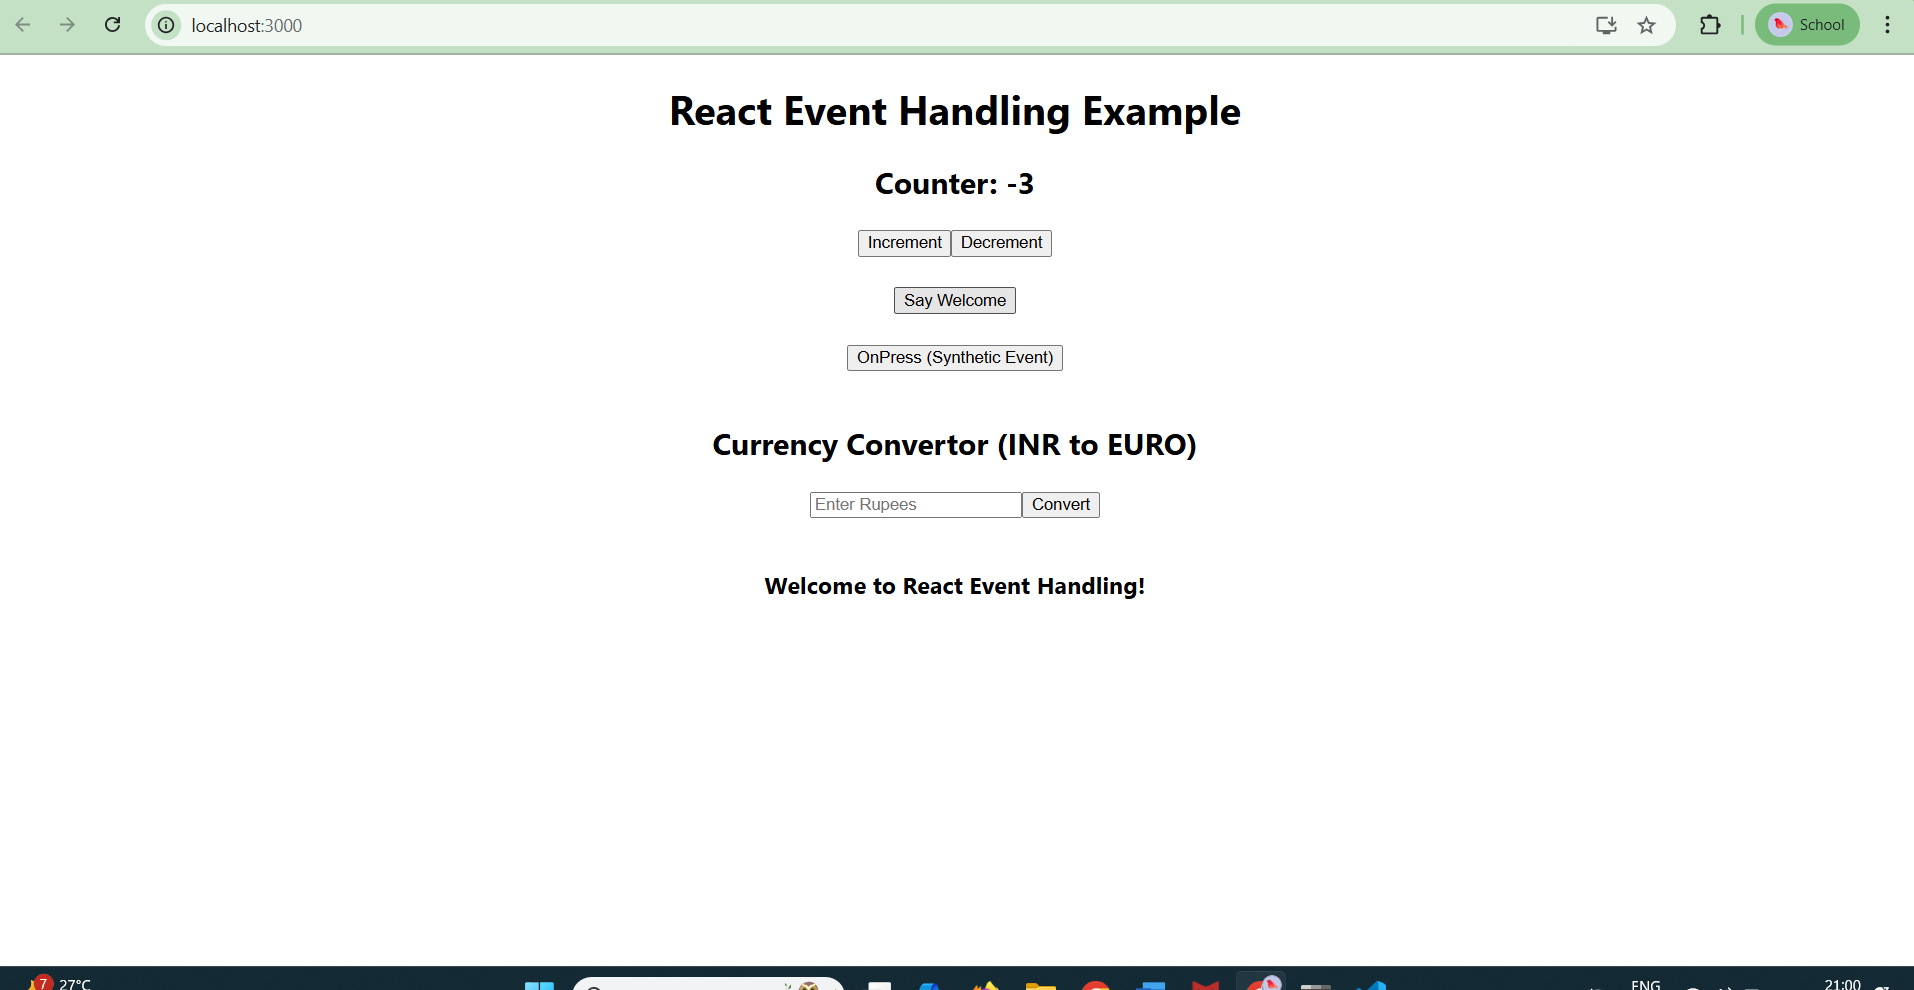 localhost:3000
School
React Event Handling Example
Counter: -3
Increment Decrement
Say Welcome
OnPress (Synthetic Event)
Currency Convertor (INR to EURO)
Enter Rupees Convert
Welcome to React Event Handling!
7 27°C ENG 21:00